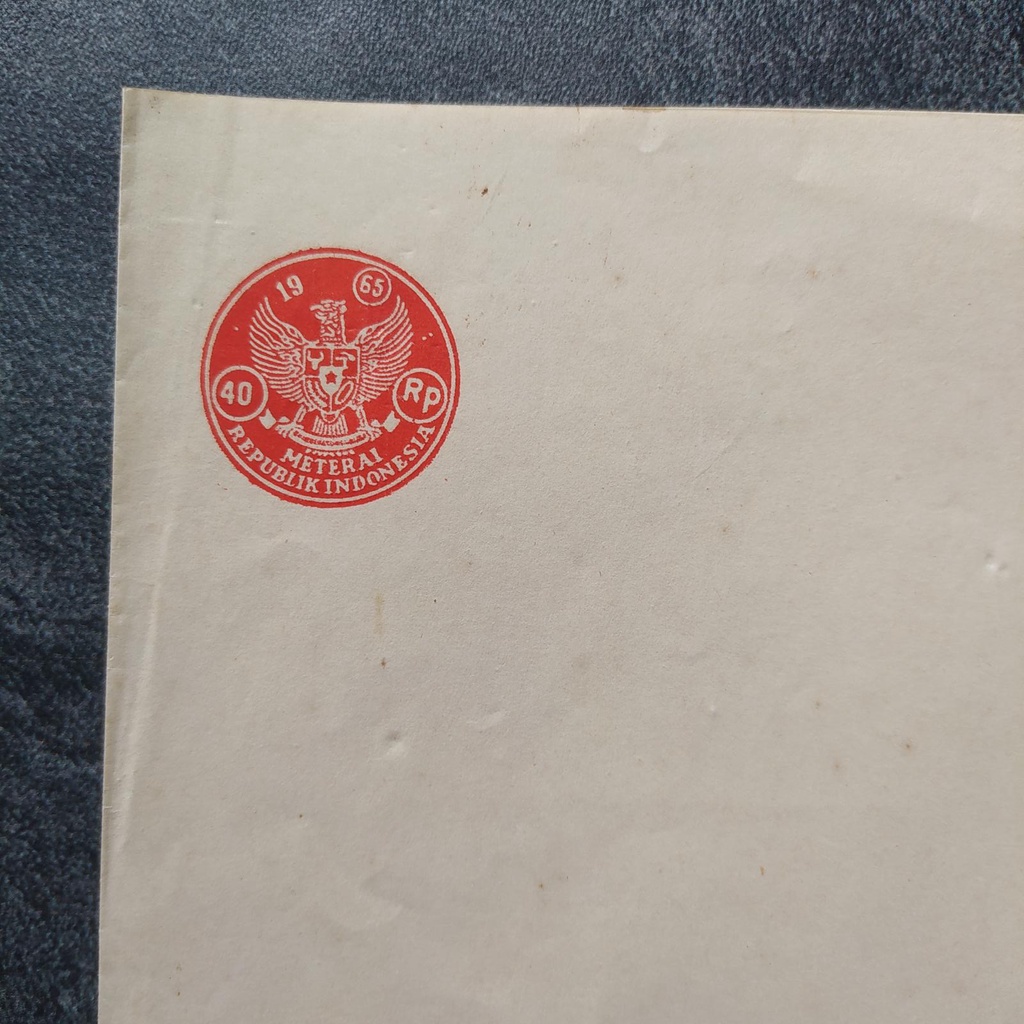 19 65
40 Rp
METERAI
REPUBLIK INDONESIA